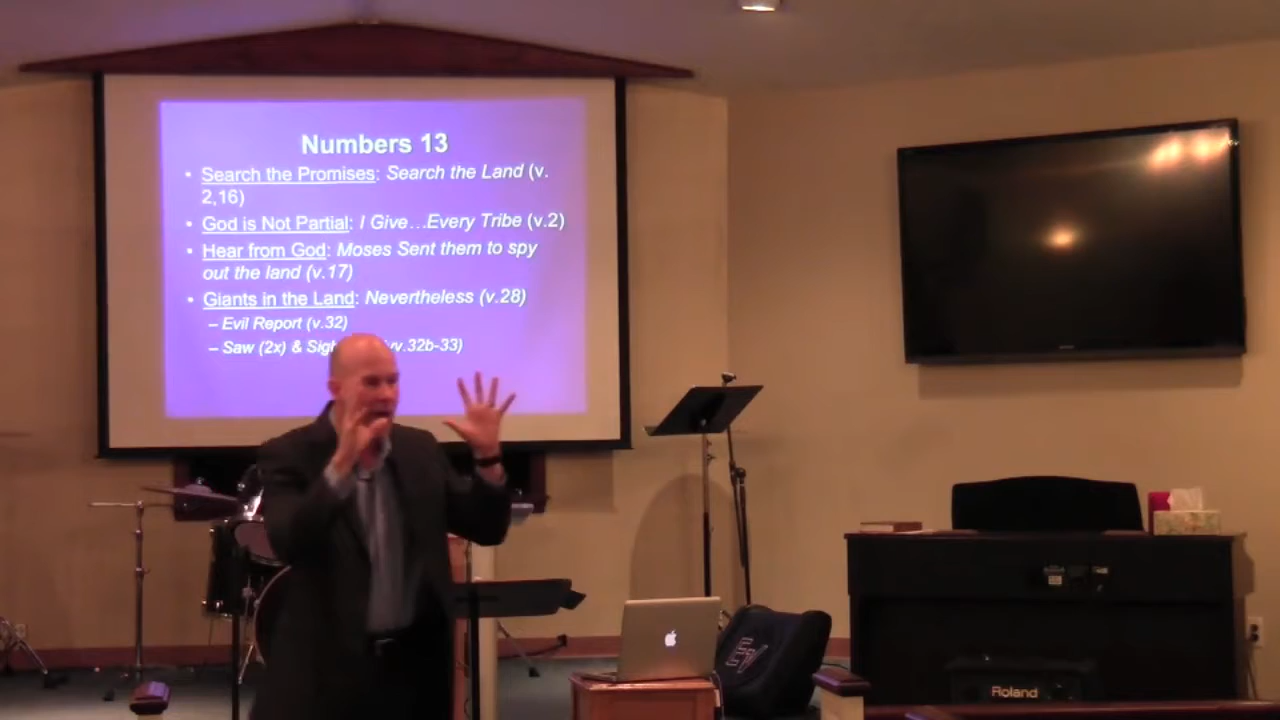 Numbers 13
• Search the Promises: Search the Land (v.
2,16)
• God is Not Partial: I Give…Every Tribe (v.2)
• Hear from God: Moses Sent them to spy
out the land (v.17)
• Giants in the Land: Nevertheless (v.28)
– Evil Report (v.32)
– Saw (2x) & vv.32b-33)
EV
Roland